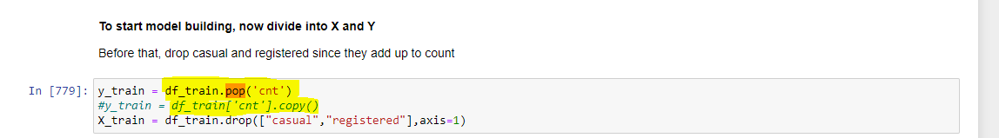 To start model building, now divide into X and Y
Before that, drop casual and registered since they add up to count
In [779]: y_train = df_train.pop('cnt')
#y_train = df_train['cnt'].copy()
X_train = df_train.drop(["casual","registered"],axis=1)